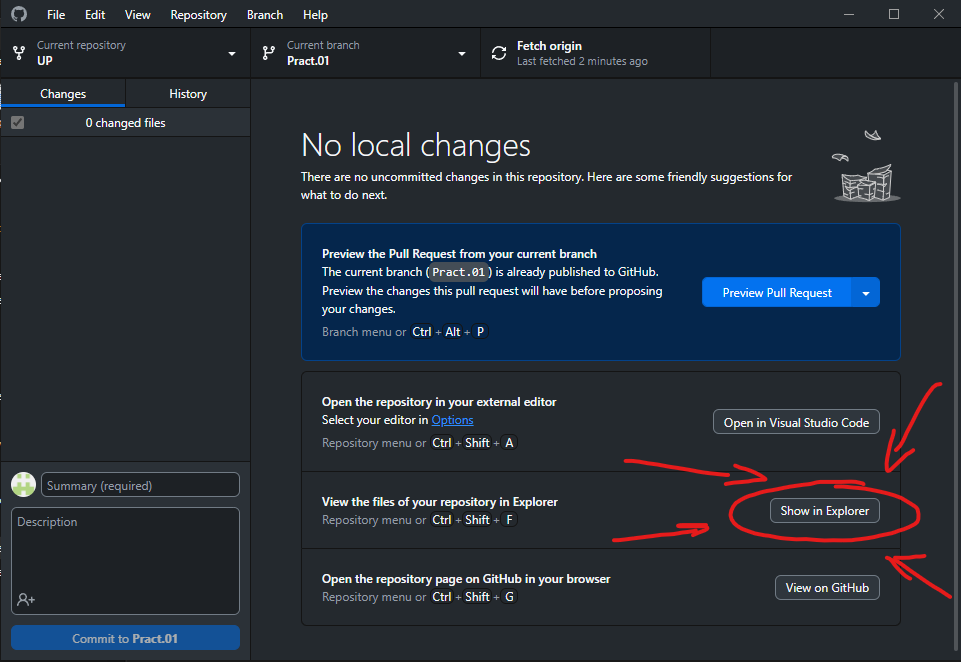 File Edit View Repository Branch Help
Current repository
UP
Current branch
Pract.01
Fetch origin
Last fetched 2 minutes ago
Changes
History
0 changed files
No local changes
There are no uncommitted changes in this repository. Here are some friendly suggestions for
what to do next.
Preview the Pull Request from your current branch
The current branch ( Pract.01 ) is already published to GitHub.
Preview the changes this pull request will have before proposing
your changes.
Branch menu or Ctrl + Alt + P
Preview Pull Request
Open the repository in your external editor
Select your editor in Options
Repository menu or Ctrl + Shift + A
Open in Visual Studio Code
View the files of your repository in Explorer
Repository menu or Ctrl + Shift + F
Show in Explorer
Open the repository page on GitHub in your browser
Repository menu or Ctrl + Shift + G
View on GitHub
Summary (required)
Description
Commit to Pract.01